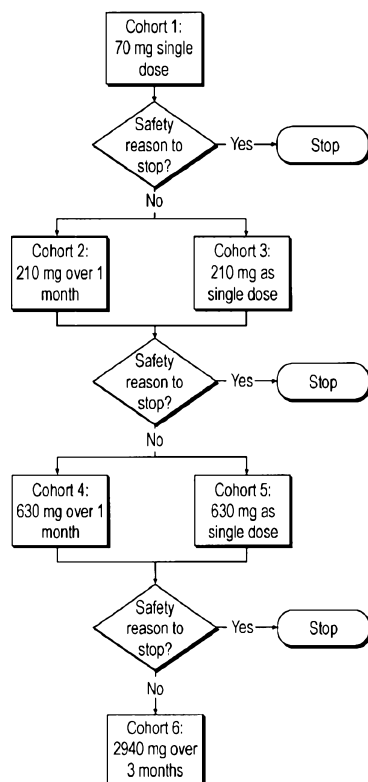 Cohort 1:
70 mg single
dose
Safety
reason to
stop?
Yes
Stop
No
Cohort 2:
210 mg over 1
month
Cohort 3:
210 mg as
single dose
Safety
reason to
stop?
Yes
Stop
No
Cohort 4:
630 mg over 1
month
Cohort 5:
630 mg as
single dose
Safety
reason to
stop?
Yes
Stop
No
Cohort 6:
2940 mg over
3 months